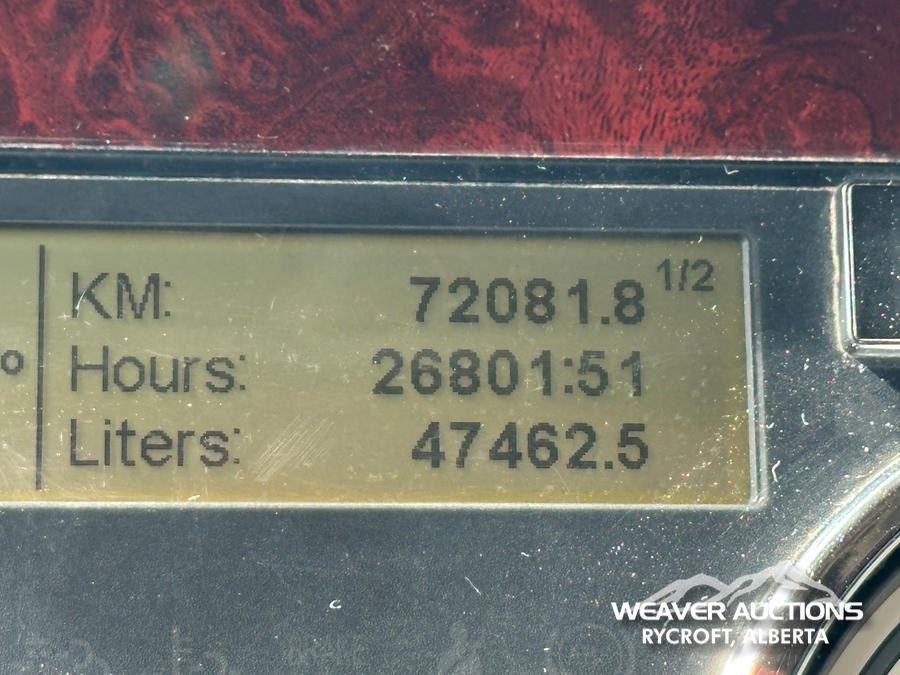 KM: 72081.8 1/2
° Hours: 26801:51
Liters: 47462.5
WEAVER AUCTIONS
RYCROFT, ALBERTA